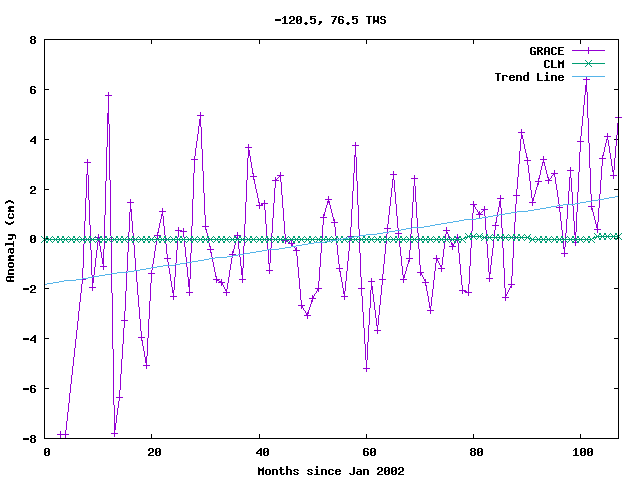 -120.5, 76.5 TWS
8
6
4
2
0
-2
-4
-6
-8
Anomaly (cm)
GRACE
CLM
Trend Line
0 20 40 60 80 100
Months since Jan 2002